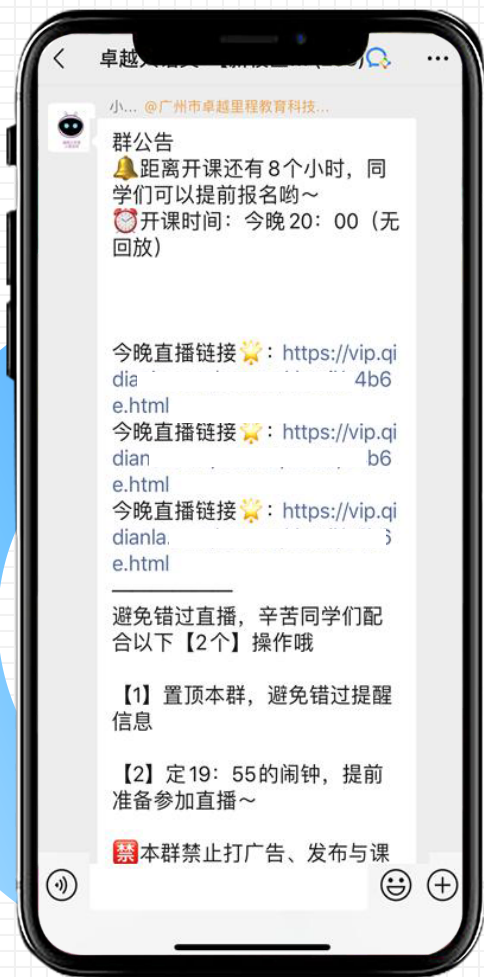 卓越
小... @广州市卓越里程教育科技...
群公告
🔔距离开课还有8个小时，同
学们可以提前报名哟～
⏰开课时间：今晚20：00（无
回放）
今晚直播链接🌟：https://vip.qi
dia 4b6
e.html
今晚直播链接🌟：https://vip.qi
dian b6
e.html
今晚直播链接🌟：https://vip.qi
dianla.
e.html
——————
避免错过直播，辛苦同学们配
合以下【2个】操作哦
【1】置顶本群，避免错过提醒
信息
【2】定19：55的闹钟，提前
准备参加直播～
🈲本群禁止打广告、发布与课